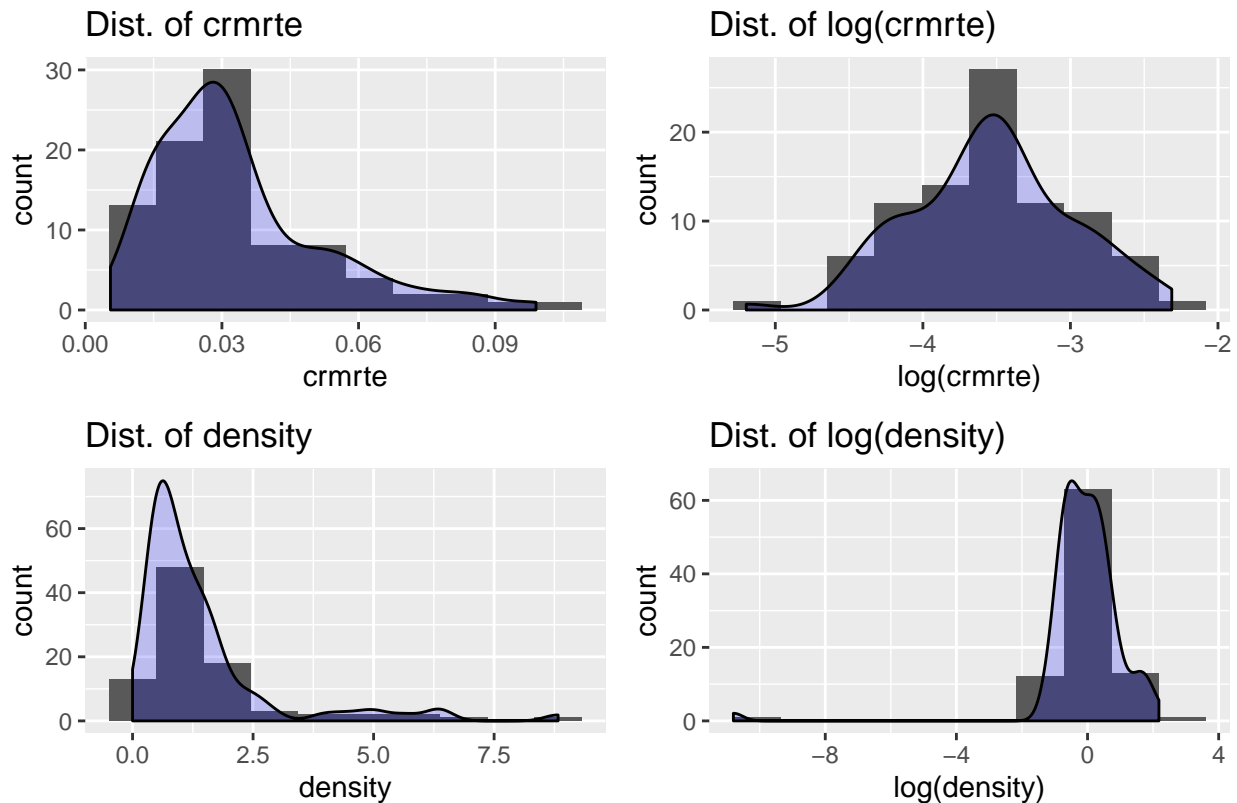 Dist. of crmrte
30
20
10
0
count
0.00 0.03 0.06 0.09
crmrte
Dist. of log(crmrte)
20
10
0
count
−5 −4 −3 −2
log(crmrte)
Dist. of density
60
40
20
0
count
0.0 2.5 5.0 7.5
density
Dist. of log(density)
60
40
20
0
count
−8 −4 0 4
log(density)